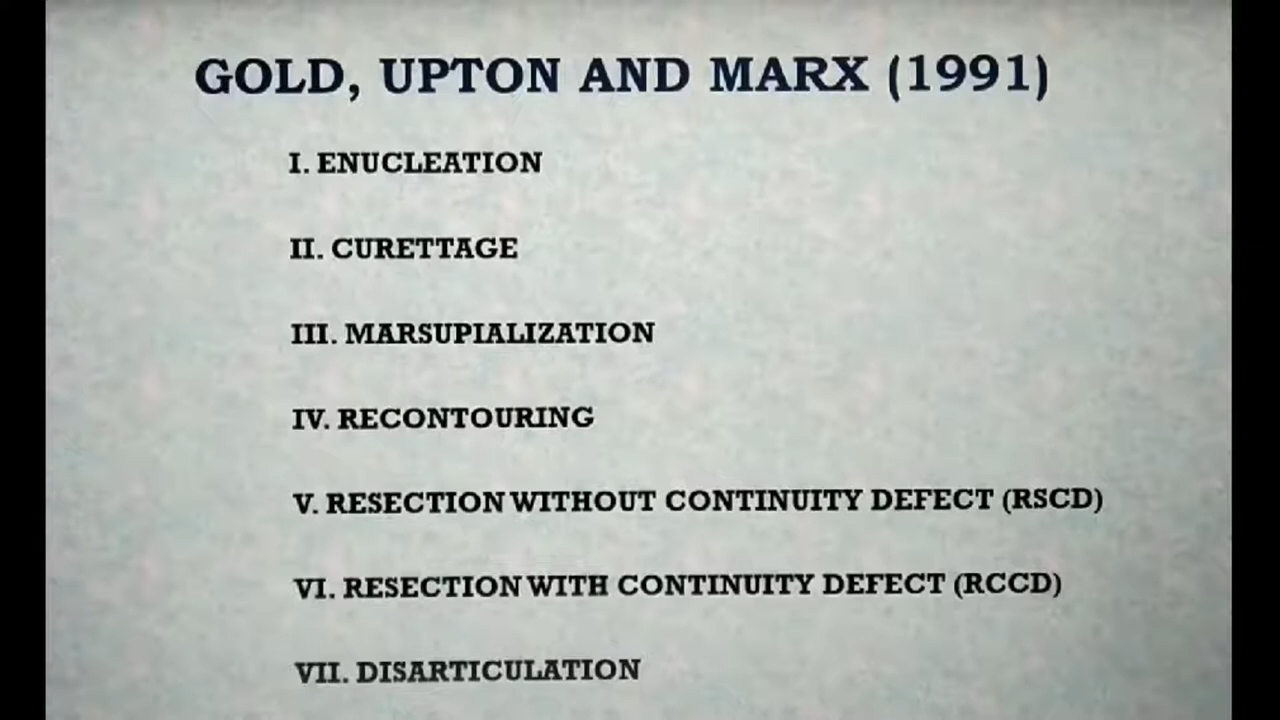 GOLD, UPTON AND MARX (1991)
I. ENUCLEATION
II. CURETTAGE
III. MARSUPIALIZATION
IV. RECONTOURING
V. RESECTION WITHOUT CONTINUITY DEFECT (RSCD)
VI. RESECTION WITH CONTINUITY DEFECT (RCCD)
VII. DISARTICULATION